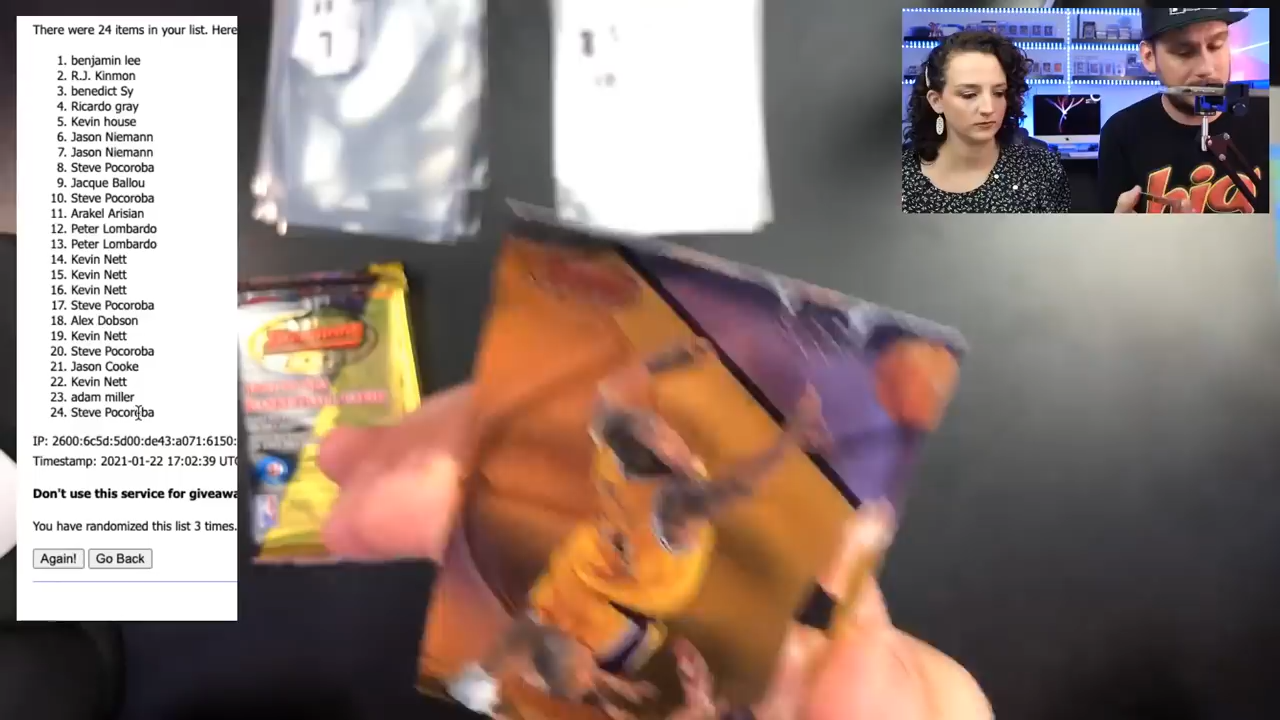 There were 24 items in your list. Here
1. benjamin lee
2. R.J. Kinmon
3. benedict Sy
4. Ricardo gray
5. Kevin house
6. Jason Niemann
7. Jason Niemann
8. Steve Pocoroba
9. Jacque Ballou
10. Steve Pocoroba
11. Arakel Arisian
12. Peter Lombardo
13. Peter Lombardo
14. Kevin Nett
15. Kevin Nett
16. Kevin Nett
17. Steve Pocoroba
18. Alex Dobson
19. Kevin Nett
20. Steve Pocoroba
21. Jason Cooke
22. Kevin Nett
23. adam miller
24. Steve Pocoroba
IP: 2600:6c5d:5d00:de43:a071:6150:
Timestamp: 2021-01-22 17:02:39 UTC
Don't use this service for giveawa
You have randomized this list 3 times.
Again! Go Back